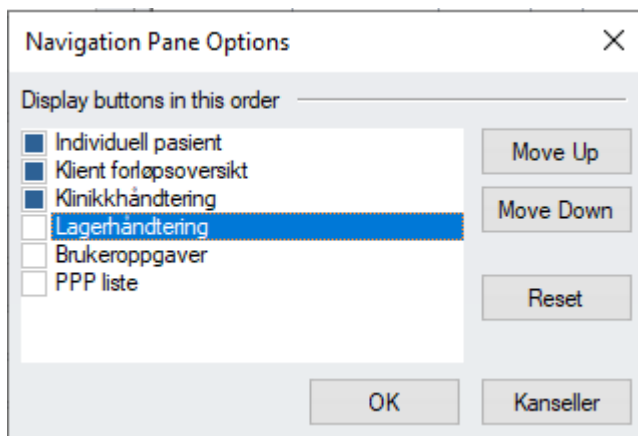 Navigation Pane Options
Display buttons in this order
Individuell pasient
Klient forløpsoversikt
Klinikkhåndtering
Lagerhåndtering
Brukeroppgaver
PPP liste
Move Up
Move Down
Reset
OK
Kanseller